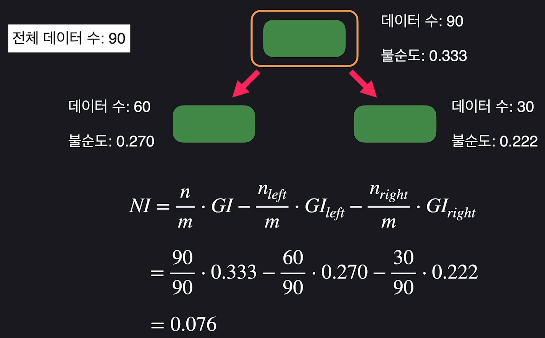 전체 데이터 수: 90
데이터 수: 90
불순도: 0.333
데이터 수: 60
불순도: 0.270
데이터 수: 30
불순도: 0.222
NI = \frac{n}{m} \cdot GI - \frac{n_{left}}{m} \cdot GI_{left} - \frac{n_{right}}{m} \cdot GI_{right}
= \frac{90}{90} \cdot 0.333 - \frac{60}{90} \cdot 0.270 - \frac{30}{90} \cdot 0.222
= 0.076